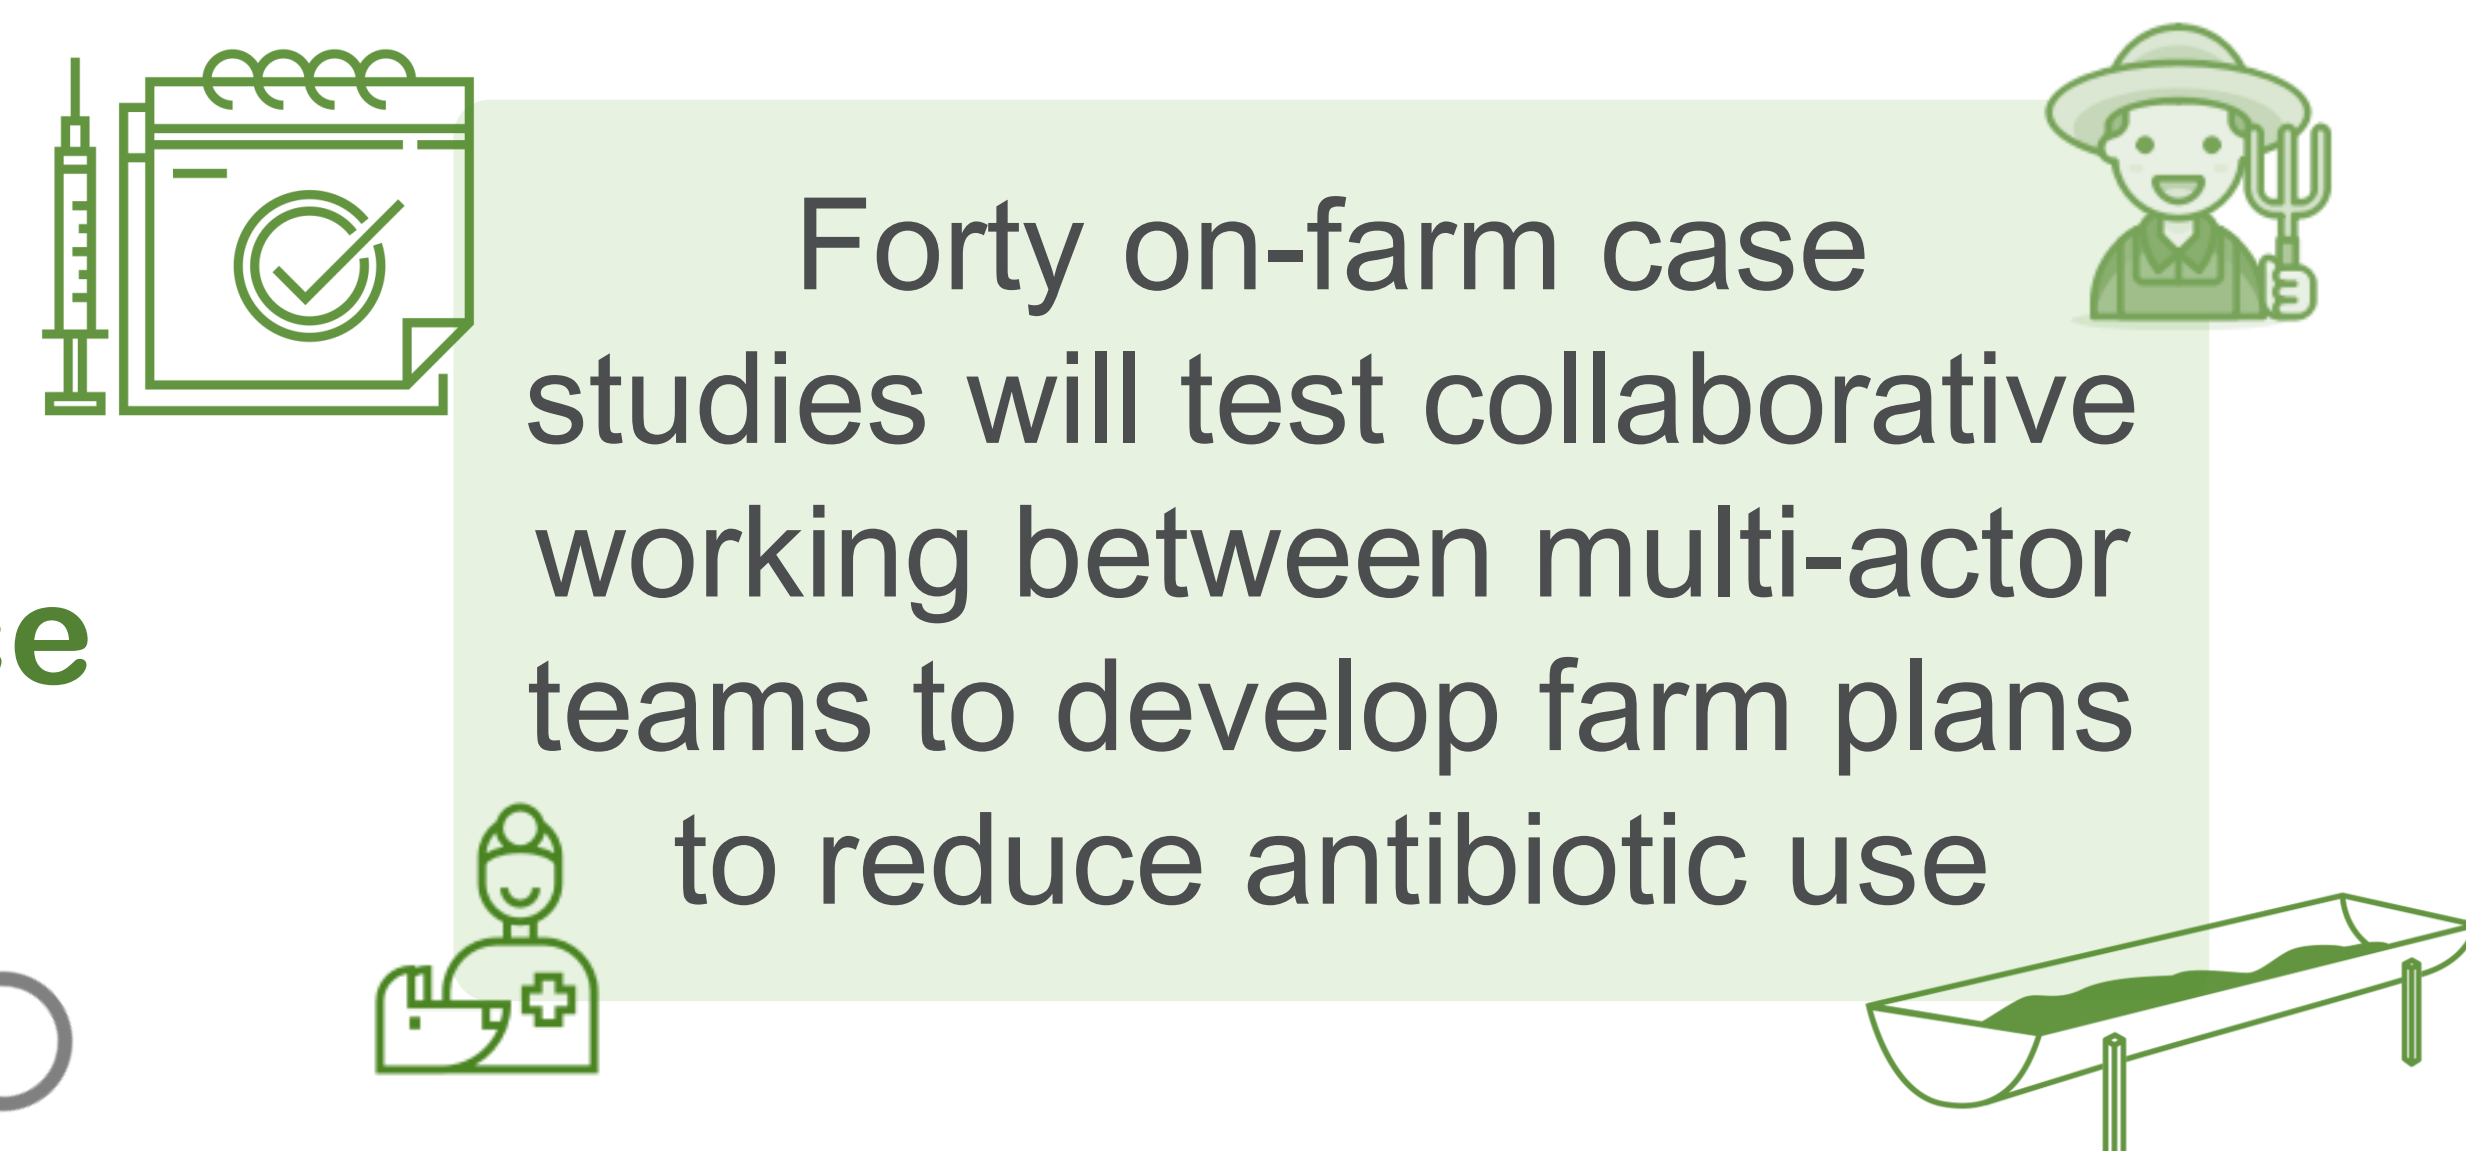 Forty on-farm case
studies will test collaborative
working between multi-actor
teams to develop farm plans
to reduce antibiotic use